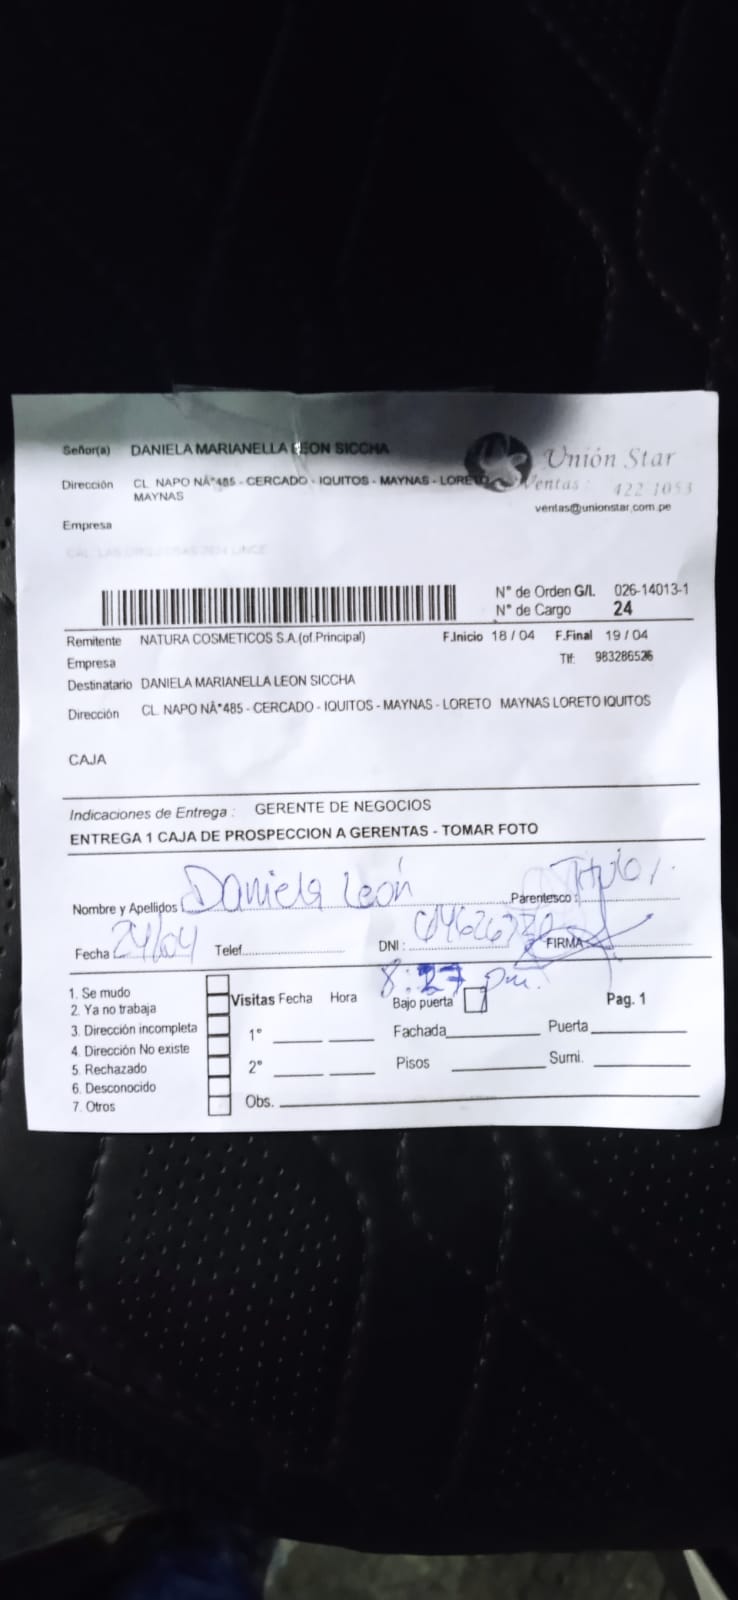 Señor(a) DANIELA MARIANELLA LEON SICCHA
Unión Star
Dirección CL. NAPO NÂ°485 - CERCADO - IQUITOS - MAYNAS - LORETO
MAYNAS
Ventas: 422 1053
ventas@unionstar.com.pe
Empresa
N° de Orden G/I. 026-14013-1
N° de Cargo 24
Remitente NATURA COSMETICOS S.A.(of.Principal) F.Inicio 18 / 04 F.Final 19 / 04
Empresa Tlf: 983286526
Destinatario DANIELA MARIANELLA LEON SICCHA
Dirección CL. NAPO NÂ°485 - CERCADO - IQUITOS - MAYNAS - LORETO MAYNAS LORETO IQUITOS
CAJA
Indicaciones de Entrega : GERENTE DE NEGOCIOS
ENTREGA 1 CAJA DE PROSPECCION A GERENTAS - TOMAR FOTO
Nombre y Apellidos Daniela León Parentesco : Titular
Fecha 24/04 Telef. DNI : FIRMA
8:27 pm.
1. Se mudo
2. Ya no trabaja
3. Dirección incompleta
4. Dirección No existe
5. Rechazado
6. Desconocido
7. Otros
Visitas Fecha Hora Bajo puerta Pag. 1
1° Fachada Puerta
2° Pisos Sumi.
Obs.